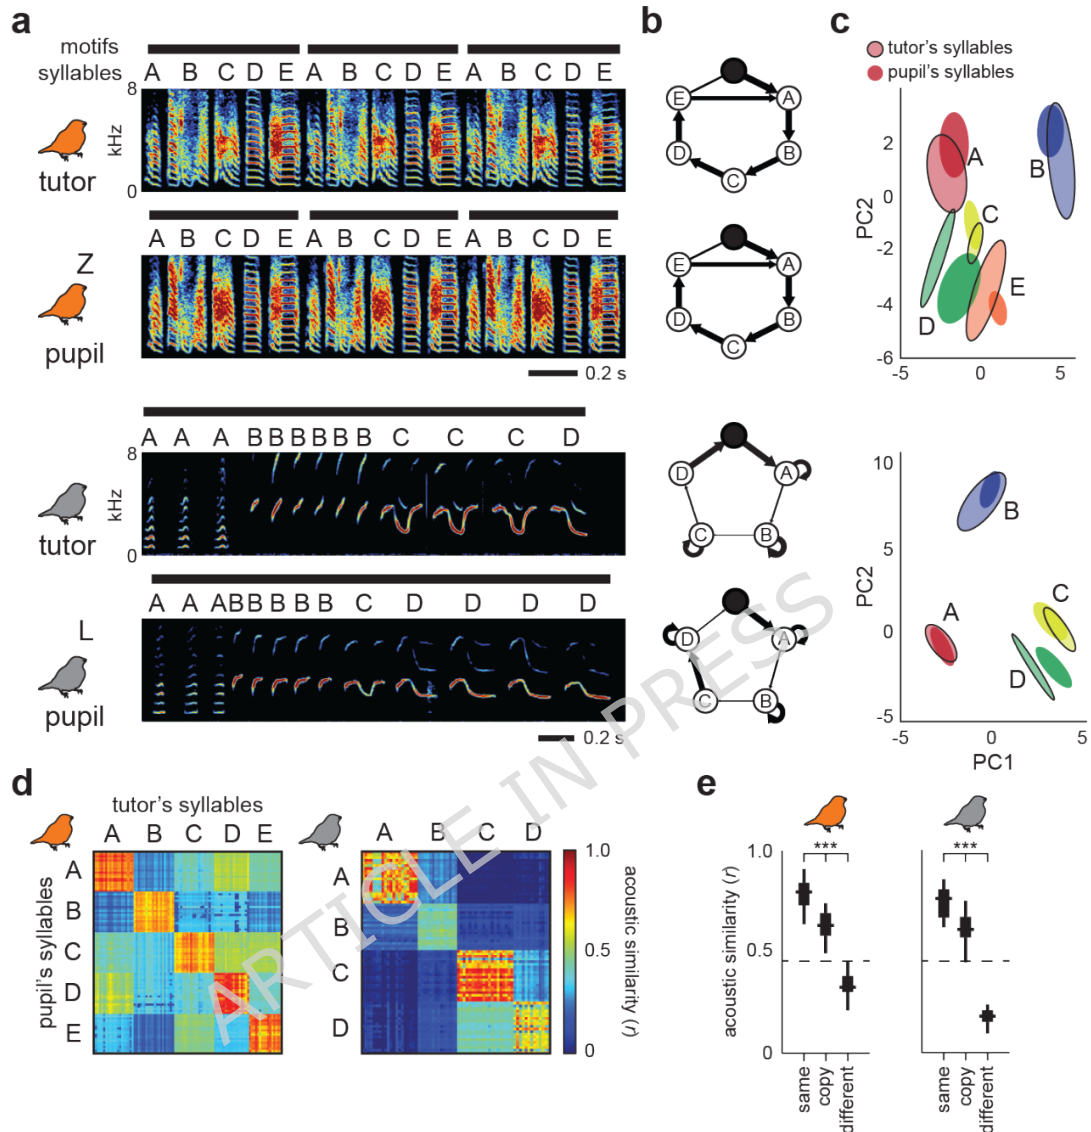 a
motifs
syllables
A B C D E A B C D E A B C D E
8
kHz
0
tutor
A B C D E A B C D E A B C D E
Z
pupil
0.2 s
A A A B B B B B B C C C D
8
kHz
0
tutor
A A A B B B B B C D D D D
L
pupil
0.2 s
b
E A
D B
C
E A
D B
C
D A
C B
D A
C B
c
tutor's syllables
pupil's syllables
2
0
-2
-4
-6
PC2
A
B
C
D
E
-5 0 5
10
5
0
-5
PC2
A
B
C
D
-5 0 5
PC1
d
tutor's syllables
A B C D E
pupil's syllables
A
B
C
D
E
A B C D
A
B
C
D
1.0
0.5
0
acoustic similarity (r)
e
*** ***
1.0
0.5
0
acoustic similarity (r)
same copy different
same copy different
ARTICLE IN PRESS